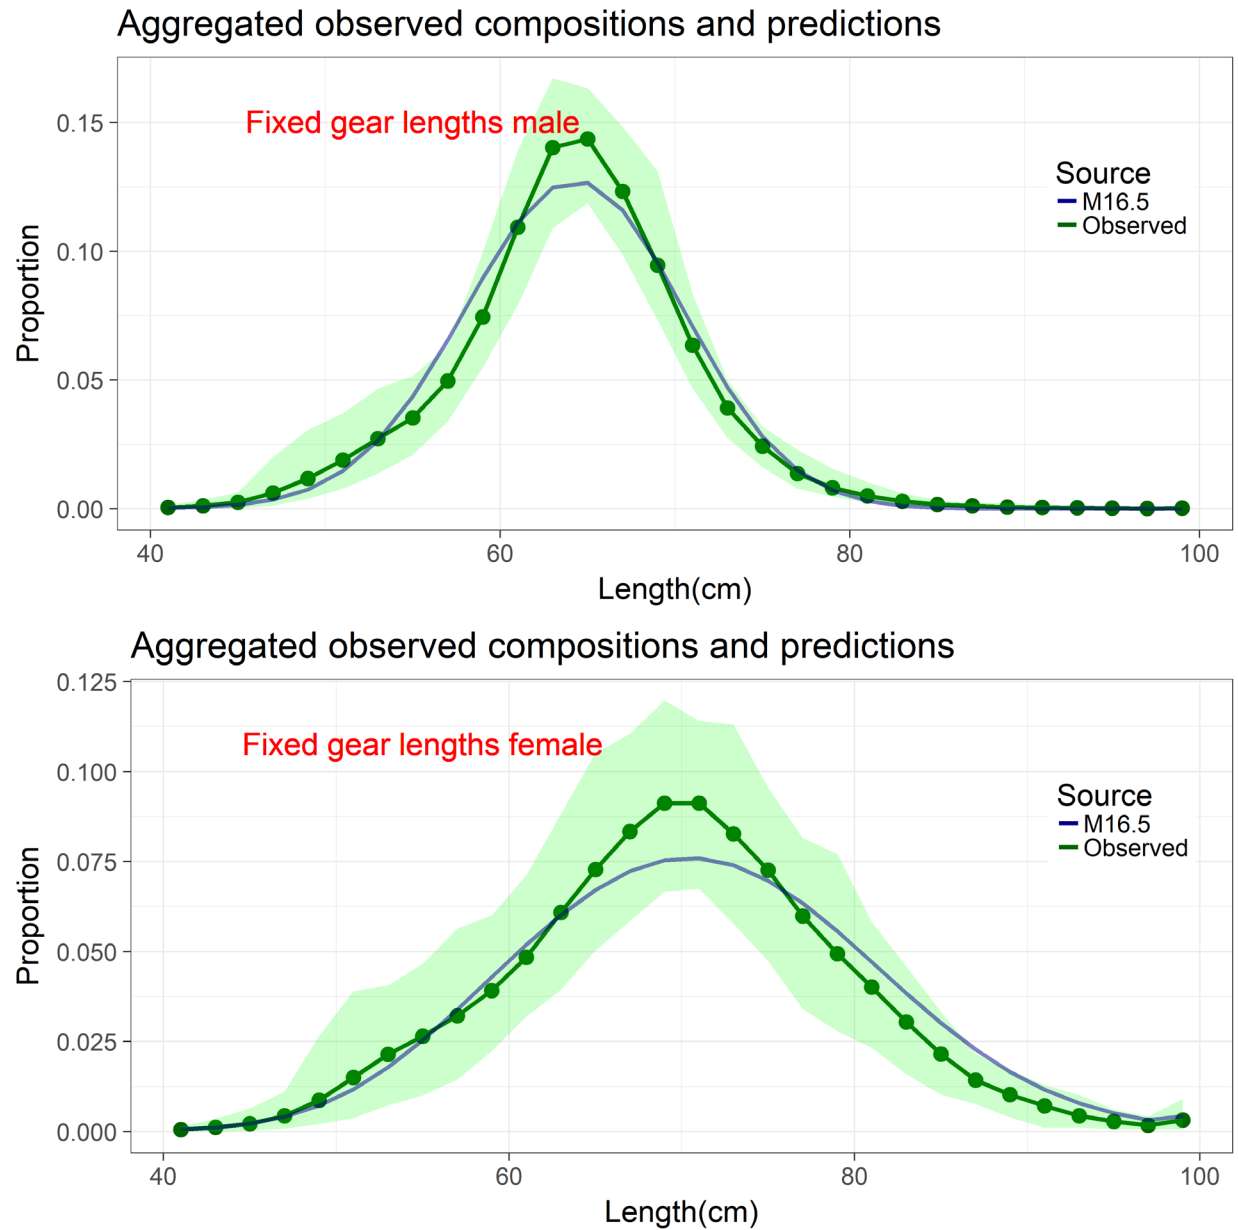 Aggregated observed compositions and predictions
Fixed gear lengths male
0.15
0.10
0.05
0.00
Proportion
Source
M16.5
Observed
40
60
80
100
Length(cm)
Aggregated observed compositions and predictions
0.125
Fixed gear lengths female
0.100
0.075
0.050
0.025
0.000
Proportion
Source
M16.5
Observed
40
60
80
100
Length(cm)